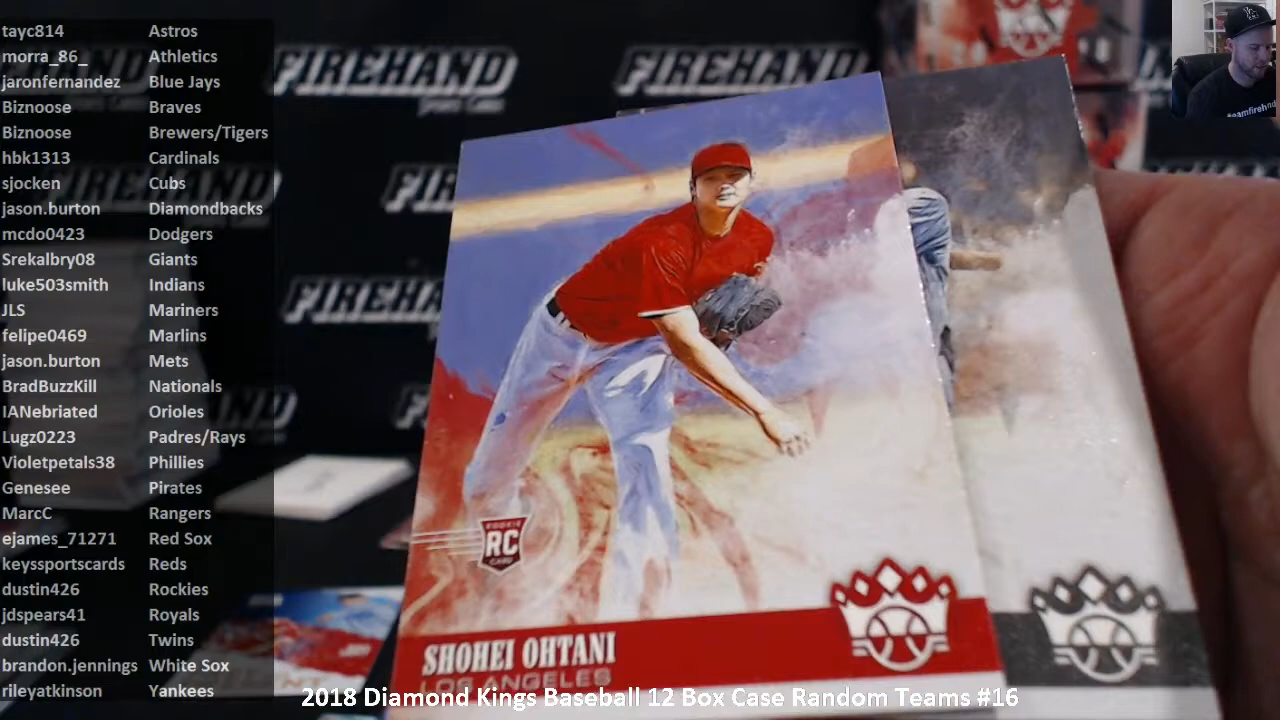 tayc814 Astros
morra_86_ Athletics
jaronfernandez Blue Jays
Biznoose Braves
Biznoose Brewers/Tigers
hbk1313 Cardinals
sjocken Cubs
jason.burton Diamondbacks
mcdo0423 Dodgers
Srekalbry08 Giants
luke503smith Indians
JLS Mariners
felipe0469 Marlins
jason.burton Mets
BradBuzzKill Nationals
IANebriated Orioles
Lugz0223 Padres/Rays
Violetpetals38 Phillies
Genesee Pirates
MarcC Rangers
ejames_71271 Red Sox
keyssportscards Reds
dustin426 Rockies
jdspears41 Royals
dustin426 Twins
brandon.jennings White Sox
rileyatkinson Yankees
FIREHAND
FIREHAND
ROOKIE
RC
CARD
SHOHEI OHTANI
LOS ANGELES
2018 Diamond Kings Baseball 12 Box Case Random Teams #16